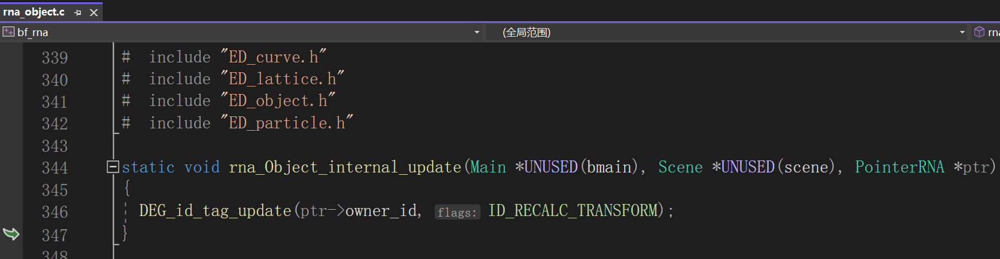 rna_object.c
bf_rna (全局范围) rna
339 #  include "ED_curve.h"
340 #  include "ED_lattice.h"
341 #  include "ED_object.h"
342 #  include "ED_particle.h"
343
344 static void rna_Object_internal_update(Main *UNUSED(bmain), Scene *UNUSED(scene), PointerRNA *ptr)
345 {
346   DEG_id_tag_update(ptr->owner_id, flags: ID_RECALC_TRANSFORM);
347 }
348